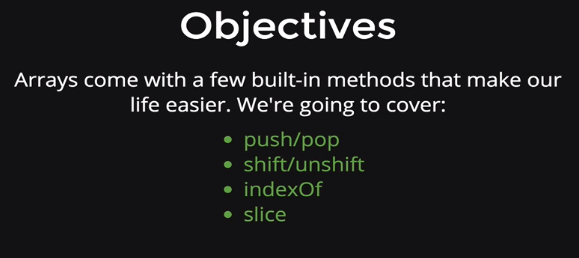 Objectives
Arrays come with a few built-in methods that make our
life easier. We're going to cover:
• push/pop
• shift/unshift
• indexOf
• slice